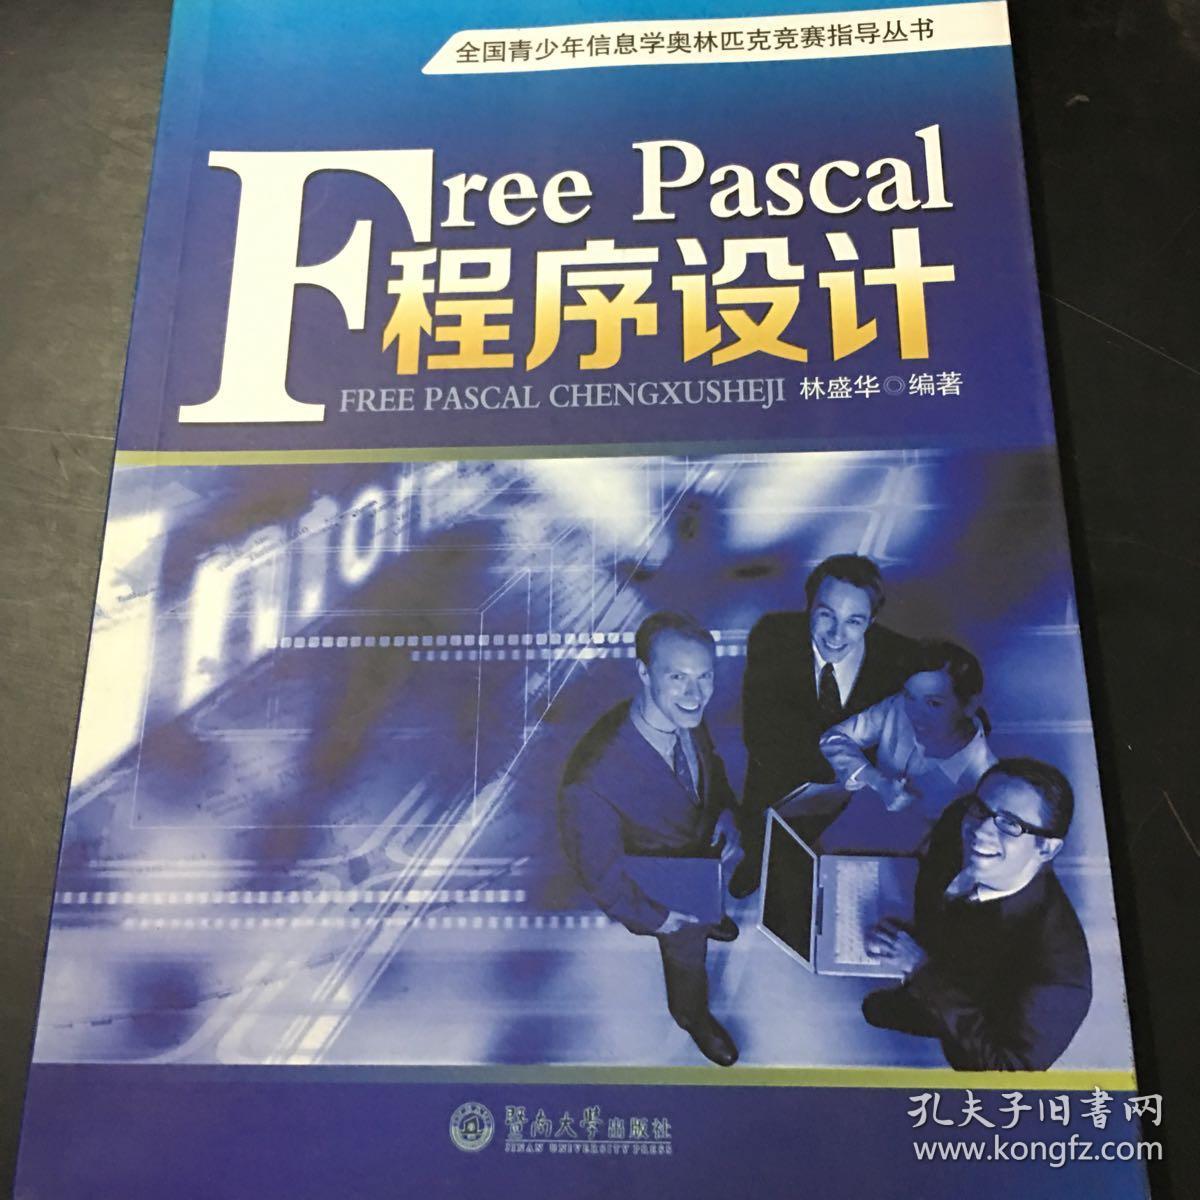 全国青少年信息学奥林匹克竞赛指导丛书
Free Pascal
程序设计
FREE PASCAL CHENGXUSHEJI 林盛华◎编著
暨南大学出版社
JINAN UNIVERSITY PRESS
孔夫子旧書网
www.kongfz.com